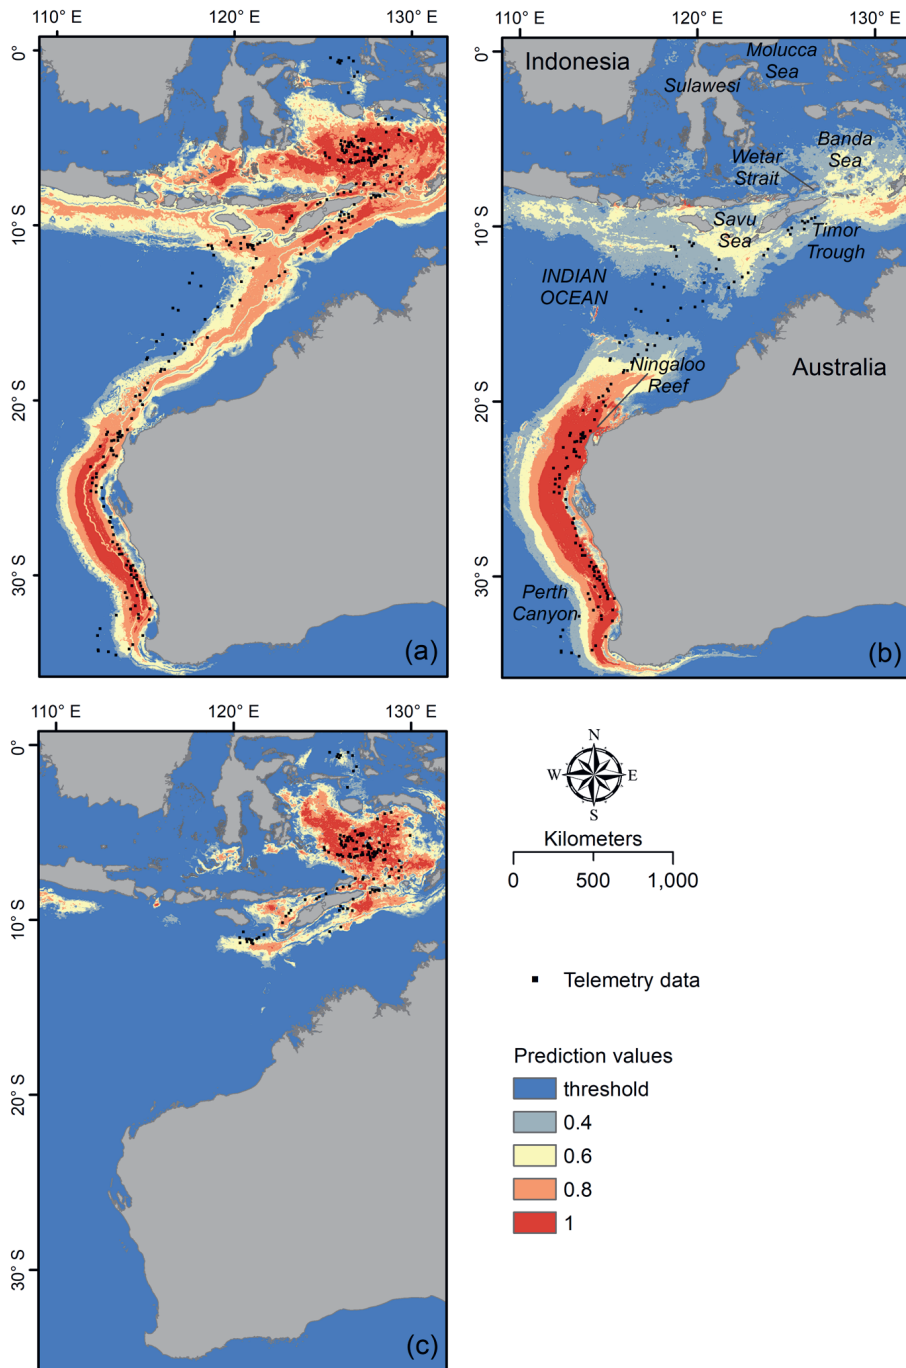 110° E
120° E
130° E
0°
10° S
20° S
30° S
(a)
110° E
120° E
130° E
0°
10° S
20° S
30° S
Indonesia
Molucca
Sea
Sulawesi
Banda
Sea
Wetar
Strait
Savu
Sea
Timor
Trough
INDIAN
OCEAN
Ningaloo
Reef
Australia
Perth
Canyon
(b)
110° E
120° E
130° E
0°
10° S
20° S
30° S
(c)
N
W
E
S
Kilometers
0
500
1,000
Telemetry data
Prediction values
threshold
0.4
0.6
0.8
1